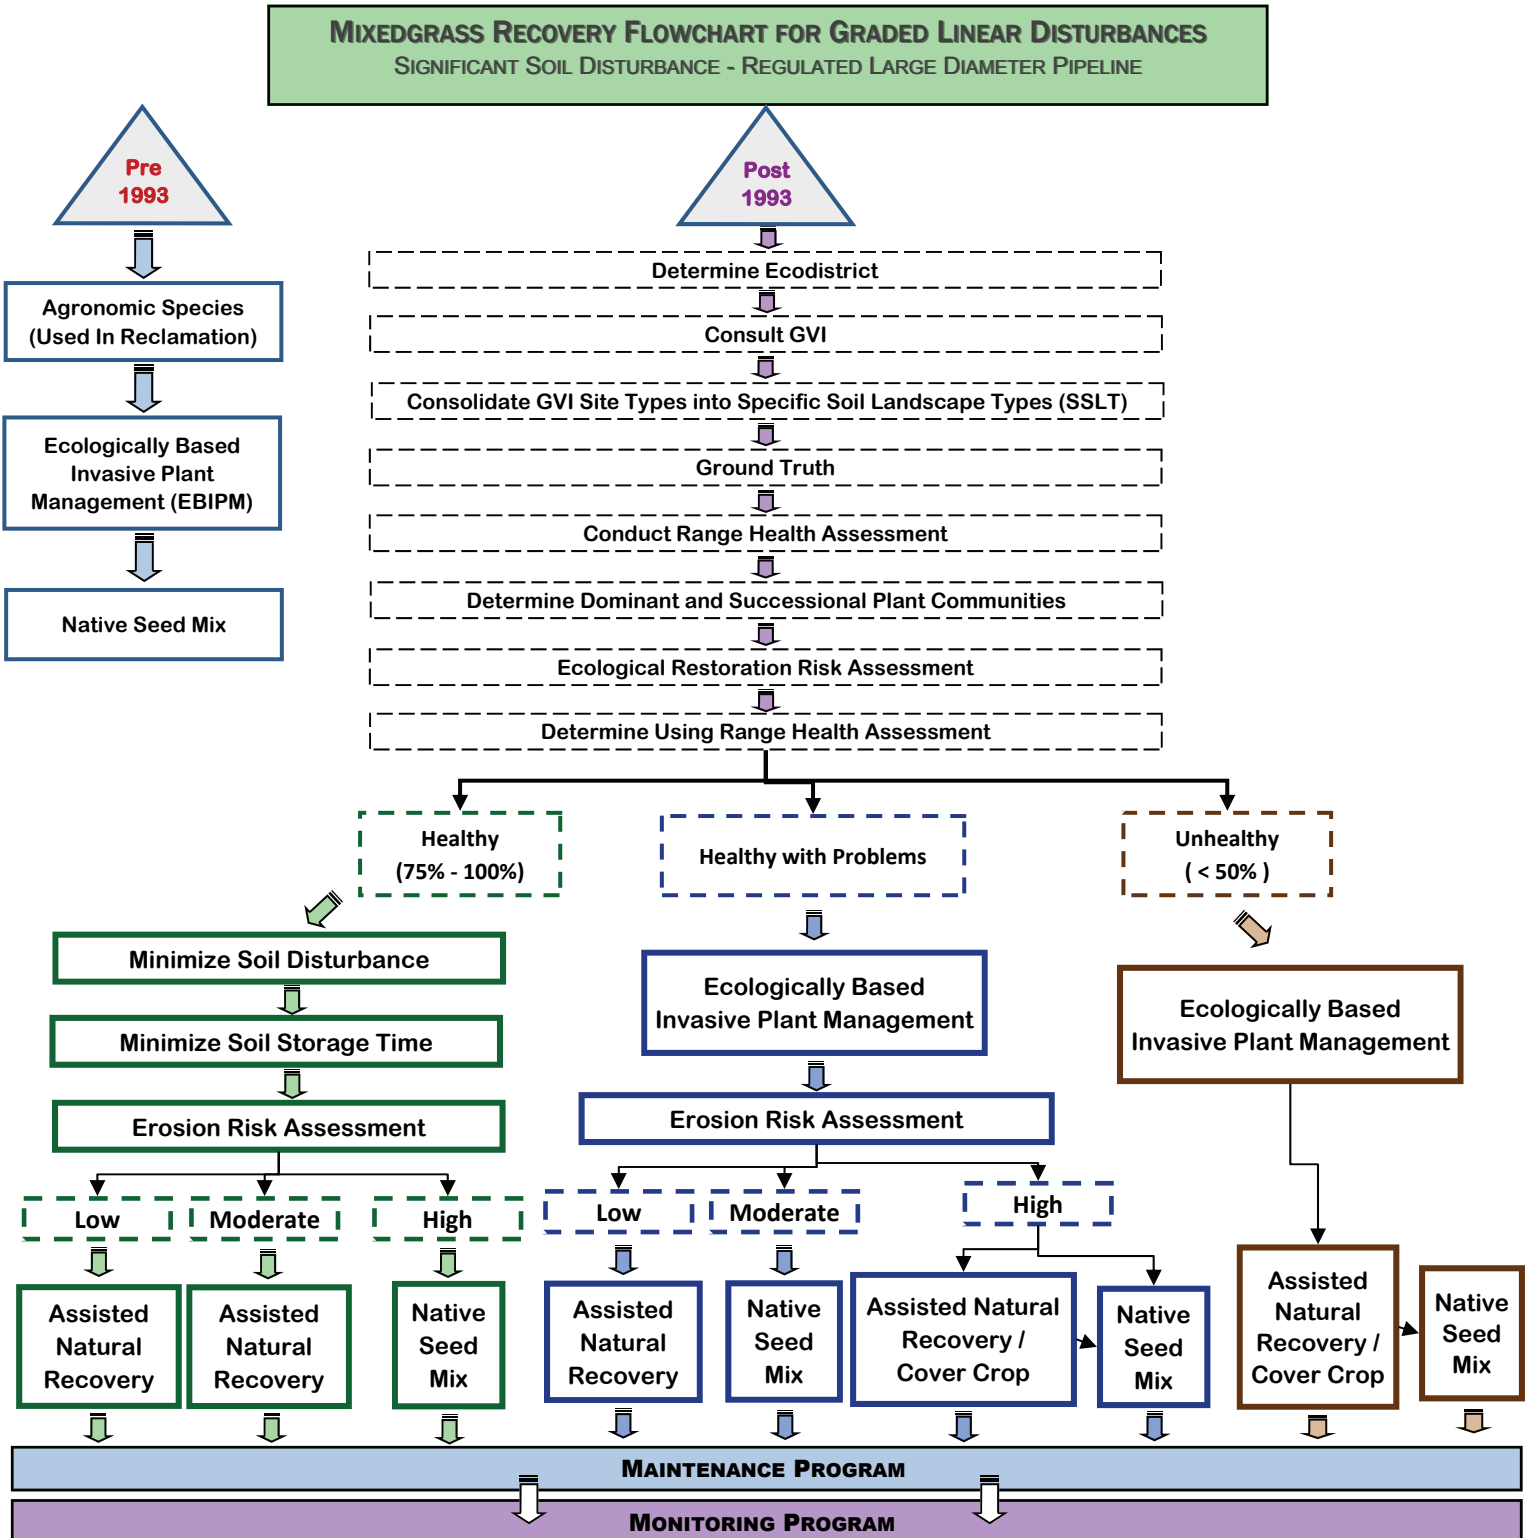 MIXEDGRASS RECOVERY FLOWCHART FOR GRADED LINEAR DISTURBANCES
SIGNIFICANT SOIL DISTURBANCE - REGULATED LARGE DIAMETER PIPELINE
Pre
1993
Agronomic Species
(Used In Reclamation)
Ecologically Based
Invasive Plant
Management (EBIPM)
Native Seed Mix
Post
1993
Determine Ecodistrict
Consult GVI
Consolidate GVI Site Types into Specific Soil Landscape Types (SSLT)
Ground Truth
Conduct Range Health Assessment
Determine Dominant and Successional Plant Communities
Ecological Restoration Risk Assessment
Determine Using Range Health Assessment
Healthy
(75% - 100%)
Minimize Soil Disturbance
Minimize Soil Storage Time
Erosion Risk Assessment
Low
Moderate
High
Assisted
Natural
Recovery
Assisted
Natural
Recovery
Native
Seed
Mix
Healthy with Problems
Ecologically Based
Invasive Plant Management
Erosion Risk Assessment
Low
Moderate
High
Assisted
Natural
Recovery
Native
Seed
Mix
Assisted Natural
Recovery /
Cover Crop
Native
Seed
Mix
Unhealthy
( < 50% )
Ecologically Based
Invasive Plant Management
Assisted
Natural
Recovery /
Cover Crop
Native
Seed
Mix
MAINTENANCE PROGRAM
MONITORING PROGRAM